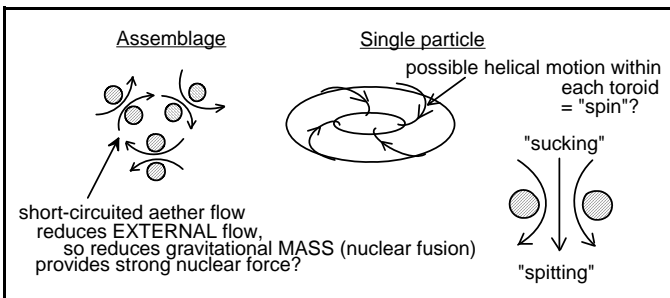 Assemblage
Single particle
possible helical motion within
each toroid
= "spin"?
"sucking"
short-circuited aether flow
reduces EXTERNAL flow,
so reduces gravitational MASS (nuclear fusion)
provides strong nuclear force?
"spitting"